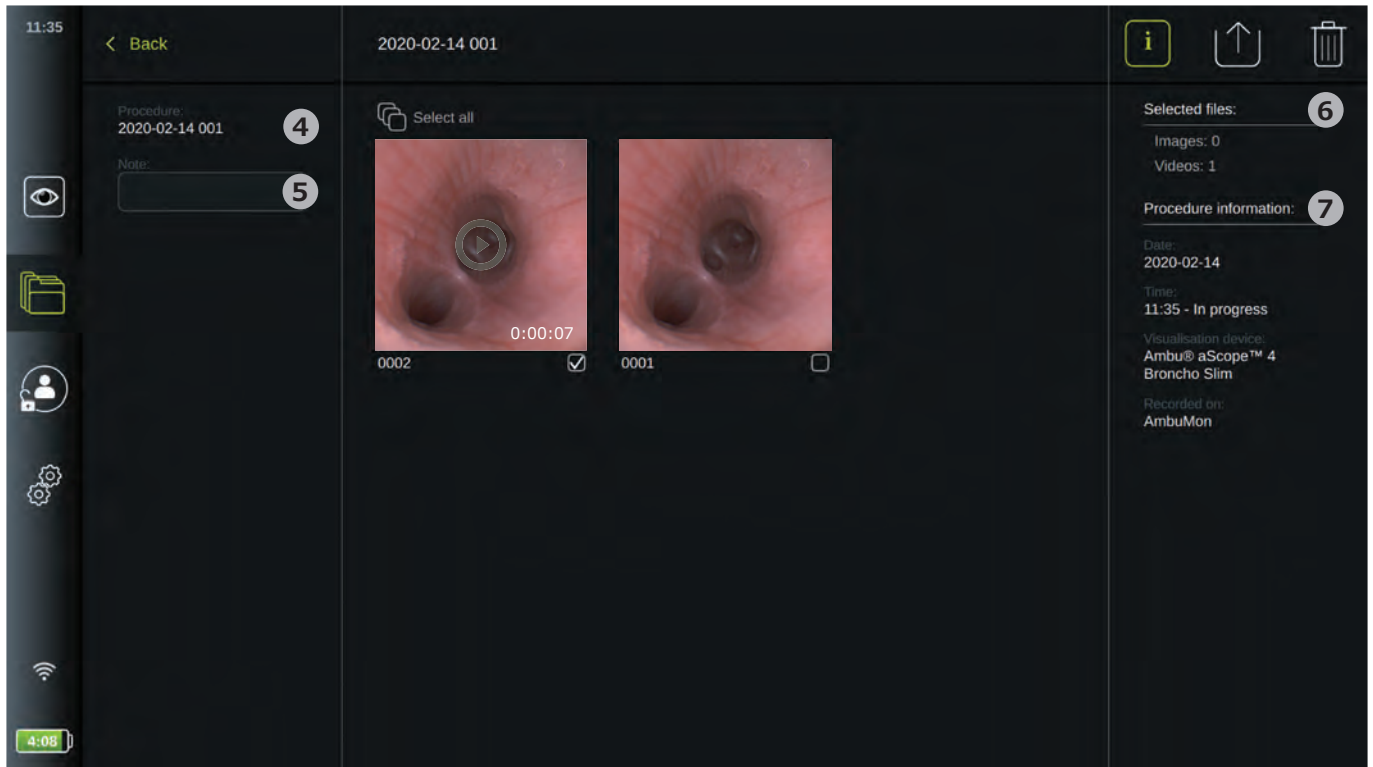 11:35
Back
2020-02-14 001
i
Procedure:
2020-02-14 001
4
Note:
5
Select all
0:00:07
0002
0001
Selected files:
6
Images: 0
Videos: 1
Procedure information:
7
Date:
2020-02-14
Time:
11:35 - In progress
Visualisation device:
Ambu® aScope™ 4
Broncho Slim
Recorded on:
AmbuMon
4:08